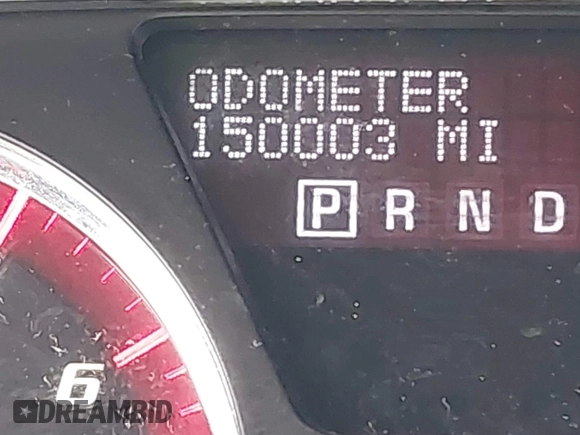 ODOMETER
150003 MI
P R N D
6
DREAMBID